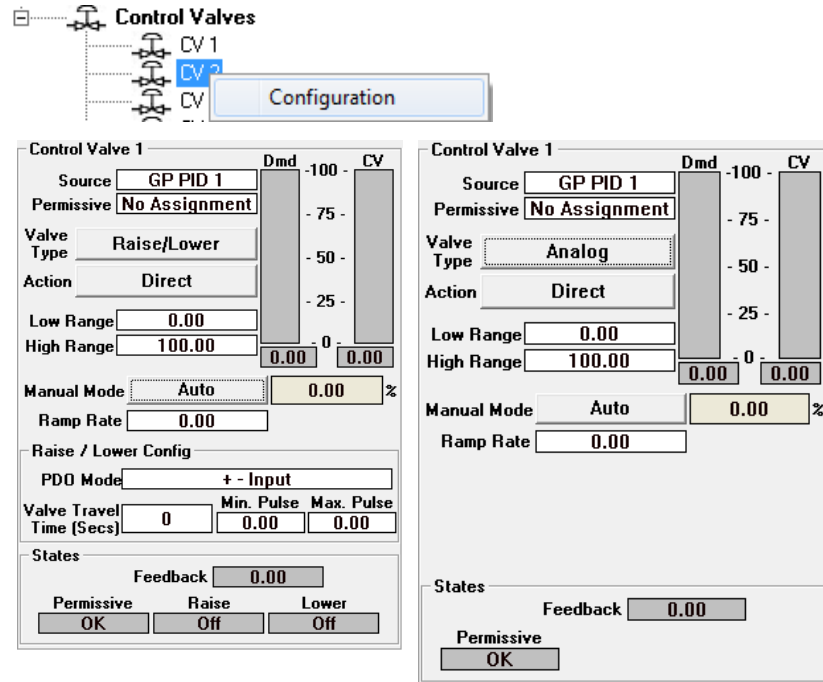 Control Valves
CV 1
CV 2
CV
Configuration
Control Valve 1
Dmd -100 - CV
Source GP PID 1
Permissive No Assignment
- 75 -
Valve Type Raise/Lower
- 50 -
Action Direct
- 25 -
Low Range 0.00
High Range 100.00
- 0 -
0.00 0.00
Manual Mode Auto 0.00 %
Ramp Rate 0.00
Raise / Lower Config
PDO Mode + - Input
Valve Travel Time (Secs) 0
Min. Pulse Max. Pulse
0.00 0.00
States
Feedback 0.00
Permissive Raise Lower
OK Off Off
Control Valve 1
Dmd -100 - CV
Source GP PID 1
Permissive No Assignment
- 75 -
Valve Type Analog
- 50 -
Action Direct
- 25 -
Low Range 0.00
High Range 100.00
- 0 -
0.00 0.00
Manual Mode Auto 0.00 %
Ramp Rate 0.00
States
Feedback 0.00
Permissive
OK